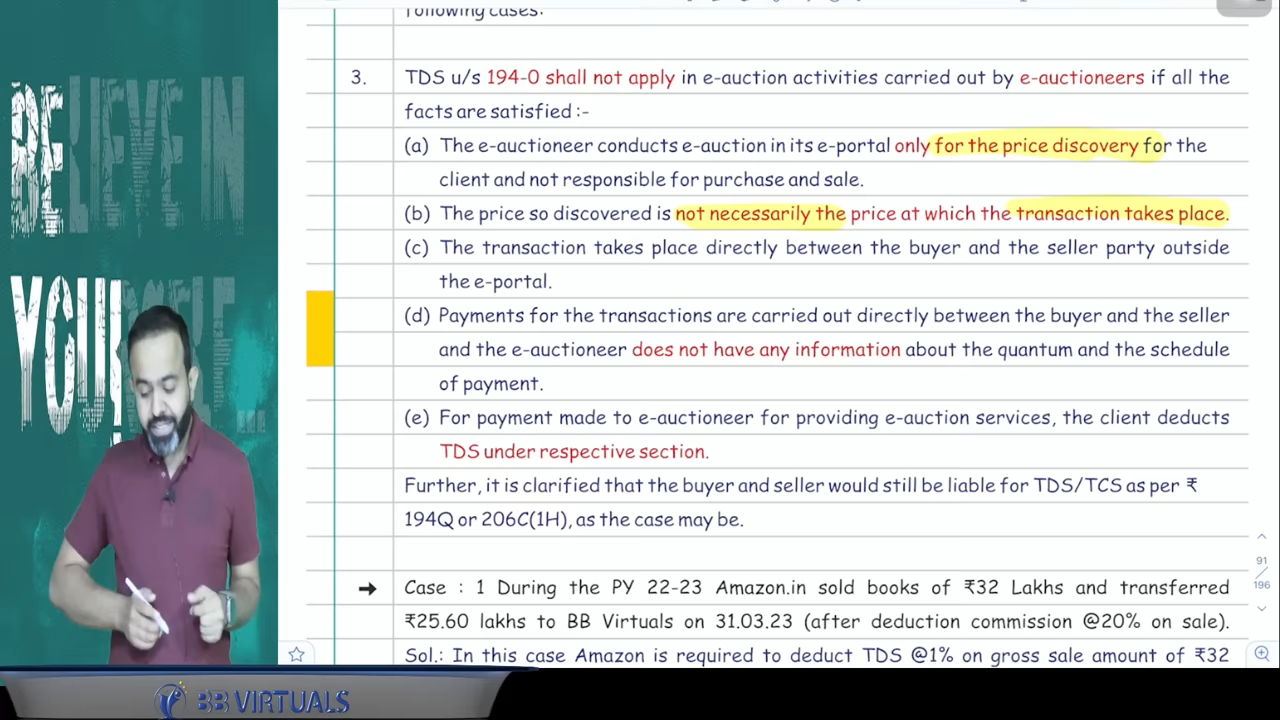 following cases:
3. TDS u/s 194-0 shall not apply in e-auction activities carried out by e-auctioneers if all the
facts are satisfied :-
(a) The e-auctioneer conducts e-auction in its e-portal only for the price discovery for the
client and not responsible for purchase and sale.
(b) The price so discovered is not necessarily the price at which the transaction takes place.
(c) The transaction takes place directly between the buyer and the seller party outside
the e-portal.
(d) Payments for the transactions are carried out directly between the buyer and the seller
and the e-auctioneer does not have any information about the quantum and the schedule
of payment.
(e) For payment made to e-auctioneer for providing e-auction services, the client deducts
TDS under respective section.
Further, it is clarified that the buyer and seller would still be liable for TDS/TCS as per ₹
194Q or 206C(1H), as the case may be.
→ Case : 1 During the PY 22-23 Amazon.in sold books of ₹32 Lakhs and transferred
₹25.60 lakhs to BB Virtuals on 31.03.23 (after deduction commission @20% on sale).
Sol.: In this case Amazon is required to deduct TDS @1% on gross sale amount of ₹32
91
196
BELIEVE IN
BB VIRTUALS